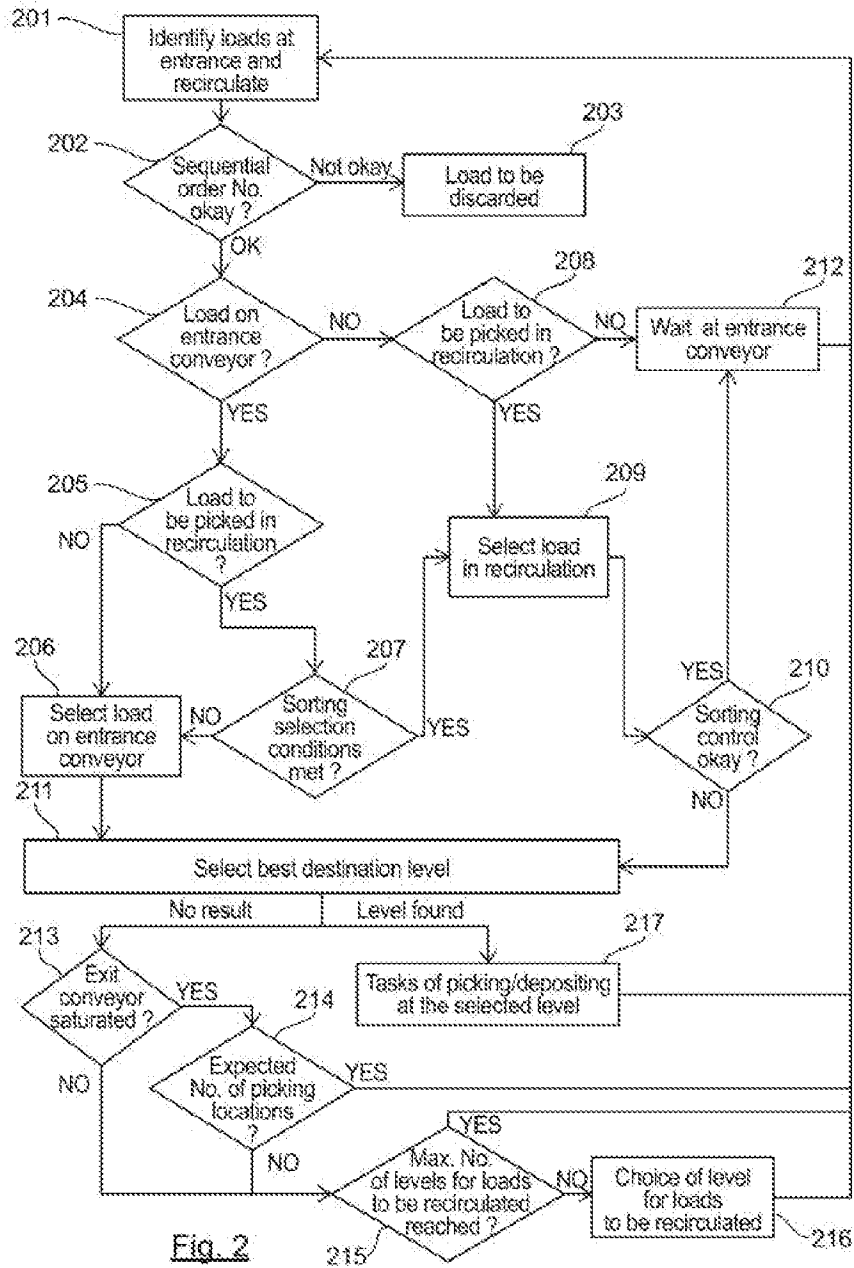 201
Identify loads at
entrance and
recirculate
202
Sequential
order No.
okay ?
Not okay
203
Load to be
discarded
OK
204
Load on
entrance
conveyor ?
NO
208
Load to
be picked in
recirculation ?
NO
212
Wait at entrance
conveyor
YES
YES
205
Load to
be picked in
recirculation
?
NO
YES
209
Select load
in recirculation
206
Select load
on entrance
conveyor
NO
207
Sorting
selection
conditions
met ?
YES
YES
210
Sorting
control
okay ?
NO
211
Select best destination level
No result
Level found
213
Exit
conveyor
saturated ?
YES
NO
214
Expected
No. of picking
locations
?
YES
NO
217
Tasks of picking/depositing
at the selected level
YES
Max. No.
of levels for loads
to be recirculated
reached ?
215
NO
Choice of level
for loads
to be recirculated
216
Fig. 2